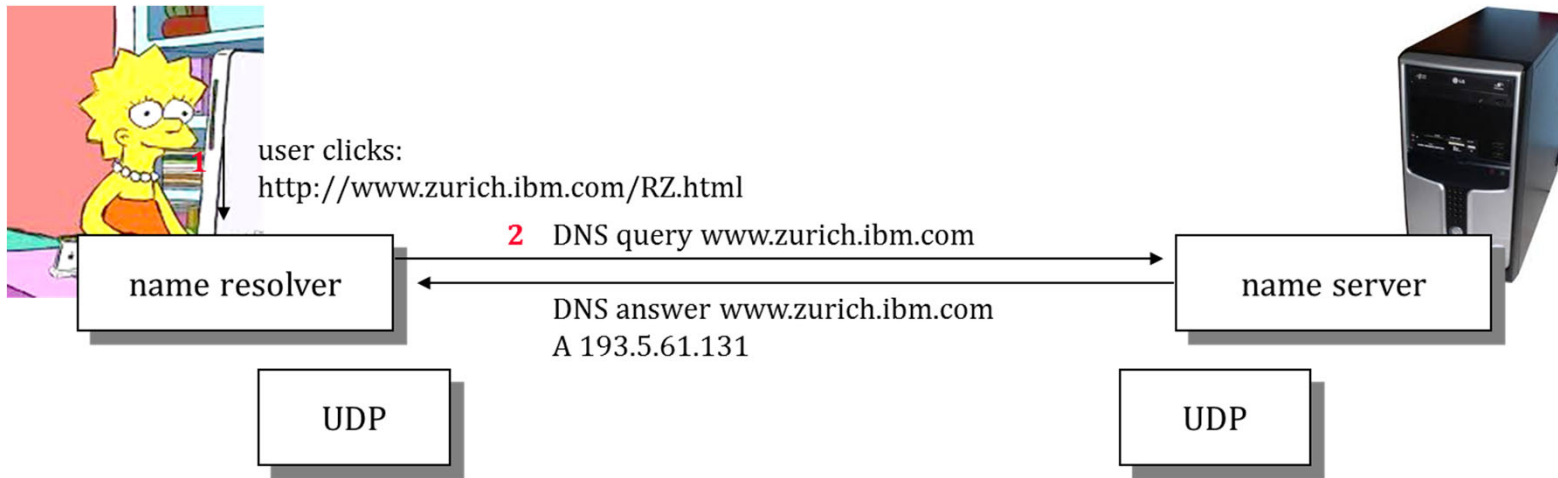 1
user clicks:
http://www.zurich.ibm.com/RZ.html
2 DNS query www.zurich.ibm.com
name resolver
name server
DNS answer www.zurich.ibm.com
A 193.5.61.131
UDP
UDP